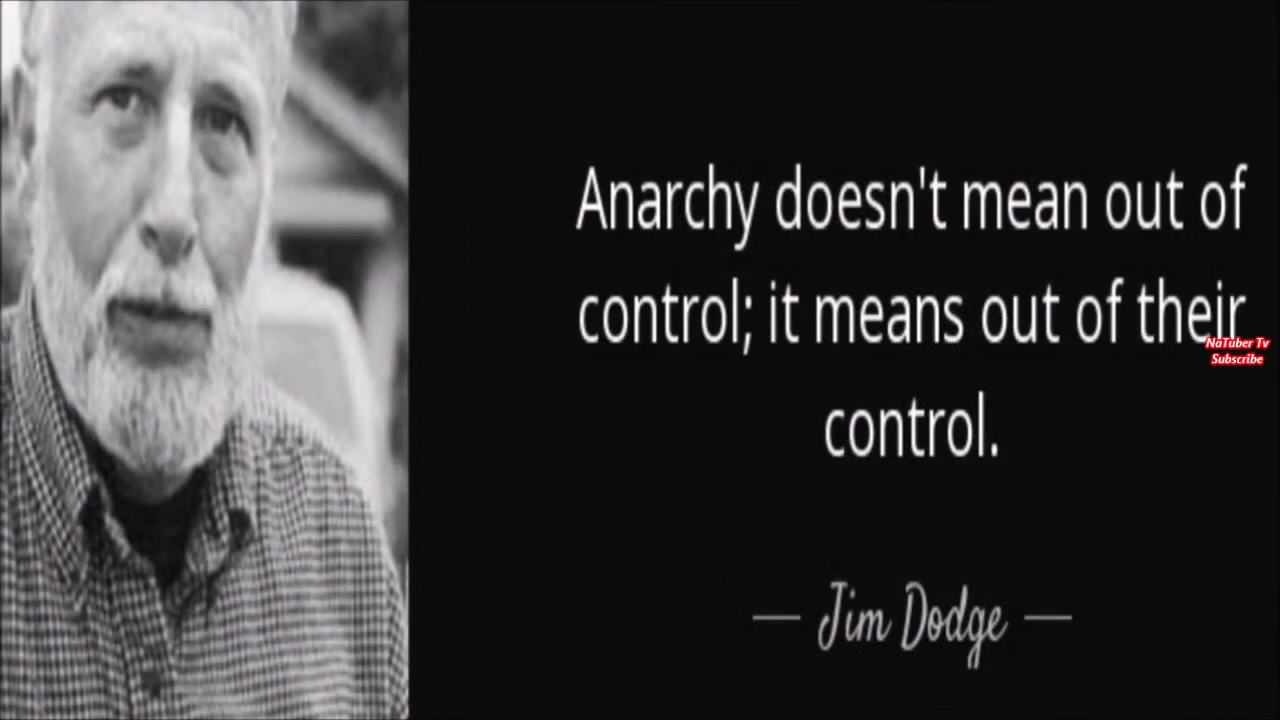 Anarchy doesn't mean out of
control; it means out of their
control.
NaTuber Tv
Subscribe
— Jim Dodge —